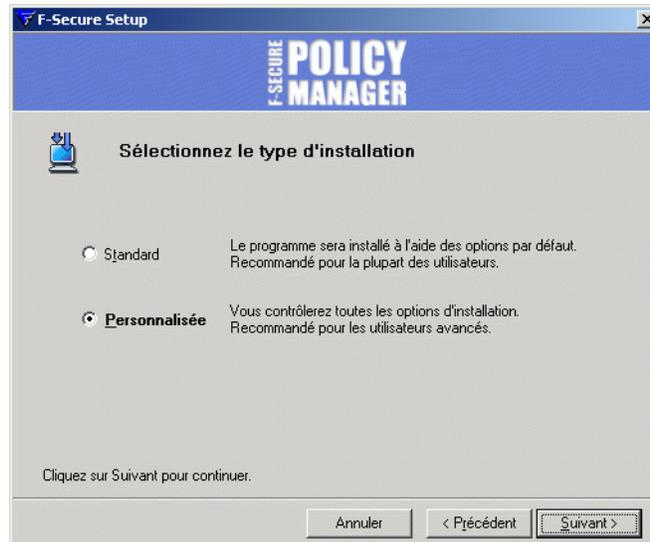 F-Secure Setup
F-SECURE
POLICY
MANAGER
Sélectionnez le type d'installation
Standard
Le programme sera installé à l'aide des options par défaut.
Recommandé pour la plupart des utilisateurs.
Personnalisée
Vous contrôlerez toutes les options d'installation.
Recommandé pour les utilisateurs avancés.
Cliquez sur Suivant pour continuer.
Annuler
< Précédent
Suivant >